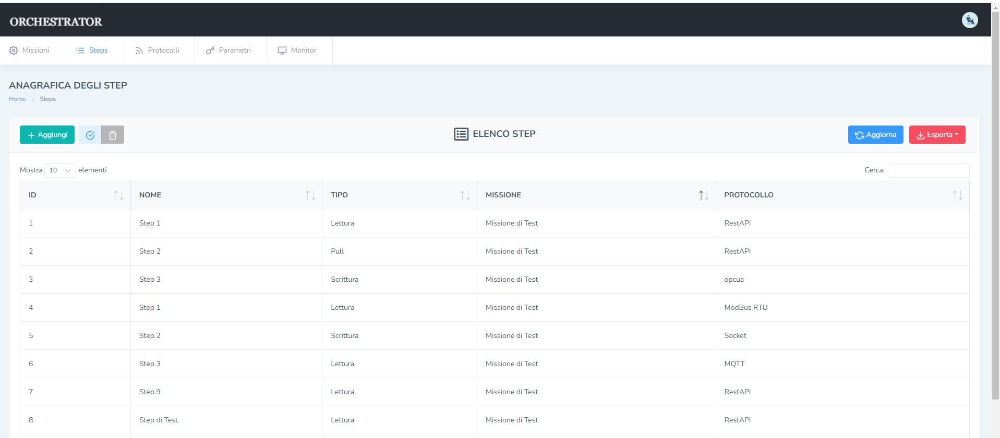 ORCHESTRATOR
Missioni Steps Protocolli Parametri Monitor
ANAGRAFICA DEGLI STEP
Home > Steps
+ Aggiungi ELENCO STEP Aggiorna Esporta
Mostra 10 elementi Cerca:
ID NOME TIPO MISSIONE PROTOCOLLO
1 Step 1 Lettura Missione di Test RestAPI
2 Step 2 Pull Missione di Test RestAPI
3 Step 3 Scrittura Missione di Test opcua
4 Step 1 Lettura Missione di Test ModBus RTU
5 Step 2 Scrittura Missione di Test Socket
6 Step 3 Lettura Missione di Test MQTT
7 Step 9 Lettura Missione di Test RestAPI
8 Step di Test Lettura Missione di Test RestAPI